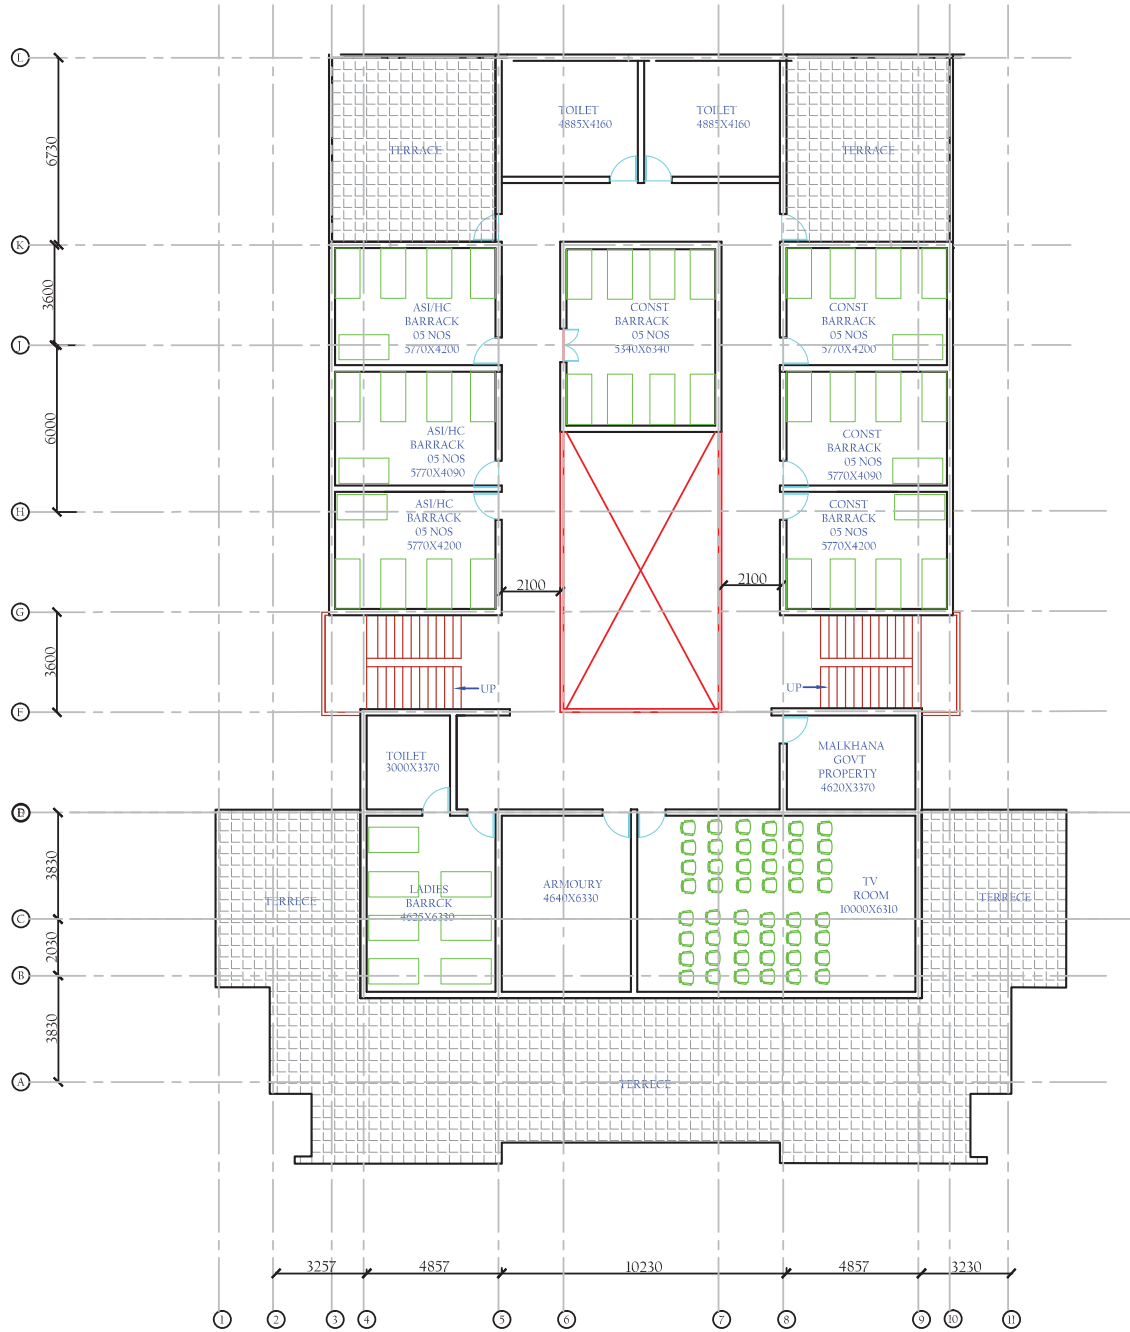 L
TOILET
4885X4160
TOILET
4885X4160
6730
TERRACE
TERRACE
K
3600
ASI/HC
BARRACK
05 NOS
5770X4200
CONST
BARRACK
05 NOS
5340X6340
CONST
BARRACK
05 NOS
5770X4200
J
6000
ASI/HC
BARRACK
05 NOS
5770X4090
CONST
BARRACK
05 NOS
5770X4090
H
ASI/HC
BARRACK
05 NOS
5770X4200
CONST
BARRACK
05 NOS
5770X4200
2100
2100
G
3600
UP
UP
F
TOILET
3000X3370
MALKHANA
GOVT
PROPERTY
4620X3370
3830
TERRECE
LADIES
BARRCK
4625X6330
ARMOURY
4640X6330
TV
ROOM
10000X6310
TERRECE
C
2030
B
3830
A
TERRECE
3257
4857
10230
4857
3230
1
2
3
4
5
6
7
8
9
10
11